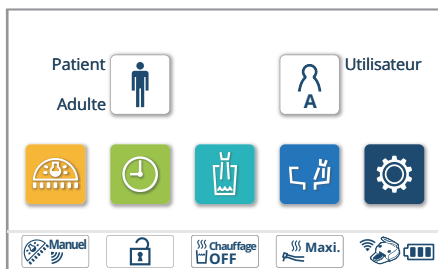 Patient
Utilisateur
Adulte
A
Manuel
Chauffage
OFF
Maxi.